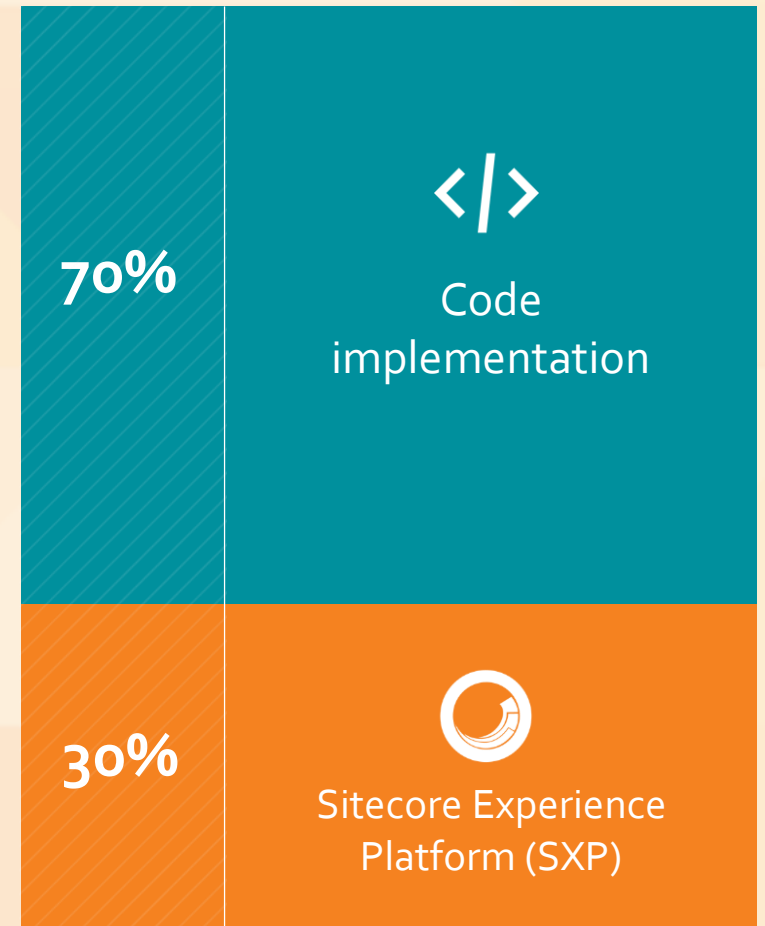 70%
</>
Code
implementation
30%
Sitecore Experience
Platform (SXP)